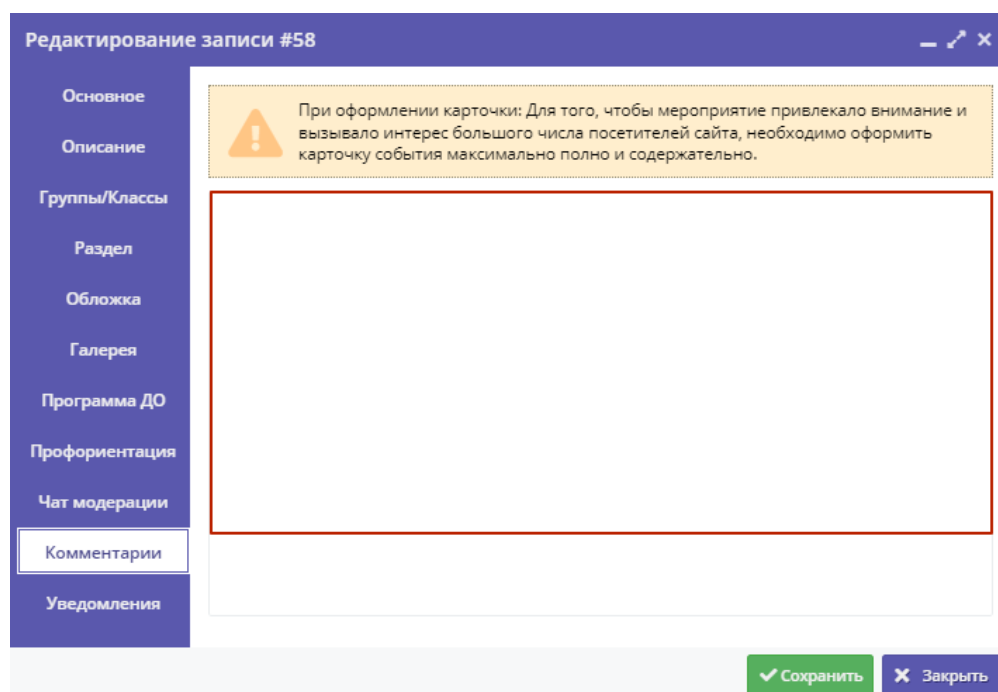 Редактирование записи #58
Основное
Описание
Группы/Классы
Раздел
Обложка
Галерея
Программа ДО
Профориентация
Чат модерации
Комментарии
Уведомления
При оформлении карточки: Для того, чтобы мероприятие привлекало внимание и
вызывало интерес большого числа посетителей сайта, необходимо оформить
карточку события максимально полно и содержательно.
Сохранить
Закрыть